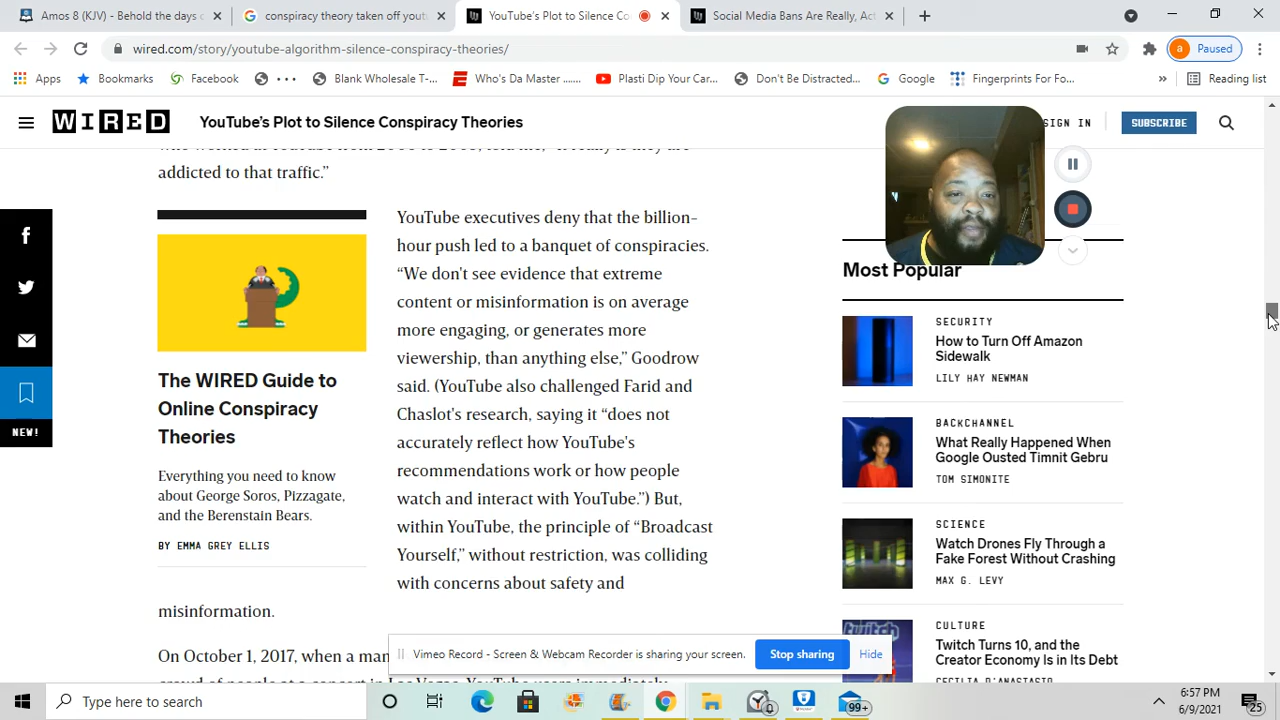 Amos 8 (KJV) - Behold the days
conspiracy theory taken off yout
YouTube's Plot to Silence Co
Social Media Bans Are Really, Act
wired.com/story/youtube-algorithm-silence-conspiracy-theories/
a Paused
Apps Bookmarks Facebook Blank Wholesale T-... Who's Da Master ...... Plasti Dip Your Car... Don't Be Distracted... Google Fingerprints For Fo... » Reading list
WIRED YouTube's Plot to Silence Conspiracy Theories SIGN IN SUBSCRIBE
addicted to that traffic.”
NEW!
The WIRED Guide to
Online Conspiracy
Theories
Everything you need to know
about George Soros, Pizzagate,
and the Berenstain Bears.
BY EMMA GREY ELLIS
YouTube executives deny that the billion-
hour push led to a banquet of conspiracies.
“We don't see evidence that extreme
content or misinformation is on average
more engaging, or generates more
viewership, than anything else,” Goodrow
said. (YouTube also challenged Farid and
Chaslot's research, saying it “does not
accurately reflect how YouTube's
recommendations work or how people
watch and interact with YouTube.”) But,
within YouTube, the principle of “Broadcast
Yourself,” without restriction, was colliding
with concerns about safety and
misinformation.
On October 1, 2017, when a man
Most Popular
SECURITY
How to Turn Off Amazon
Sidewalk
LILY HAY NEWMAN
BACKCHANNEL
What Really Happened When
Google Ousted Timnit Gebru
TOM SIMONITE
SCIENCE
Watch Drones Fly Through a
Fake Forest Without Crashing
MAX G. LEVY
CULTURE
Twitch Turns 10, and the
Creator Economy Is in Its Debt
CECILIA D'ANASTASIO
Vimeo Record - Screen & Webcam Recorder is sharing your screen. Stop sharing Hide
Type here to search
99+
6:57 PM
6/9/2021
25